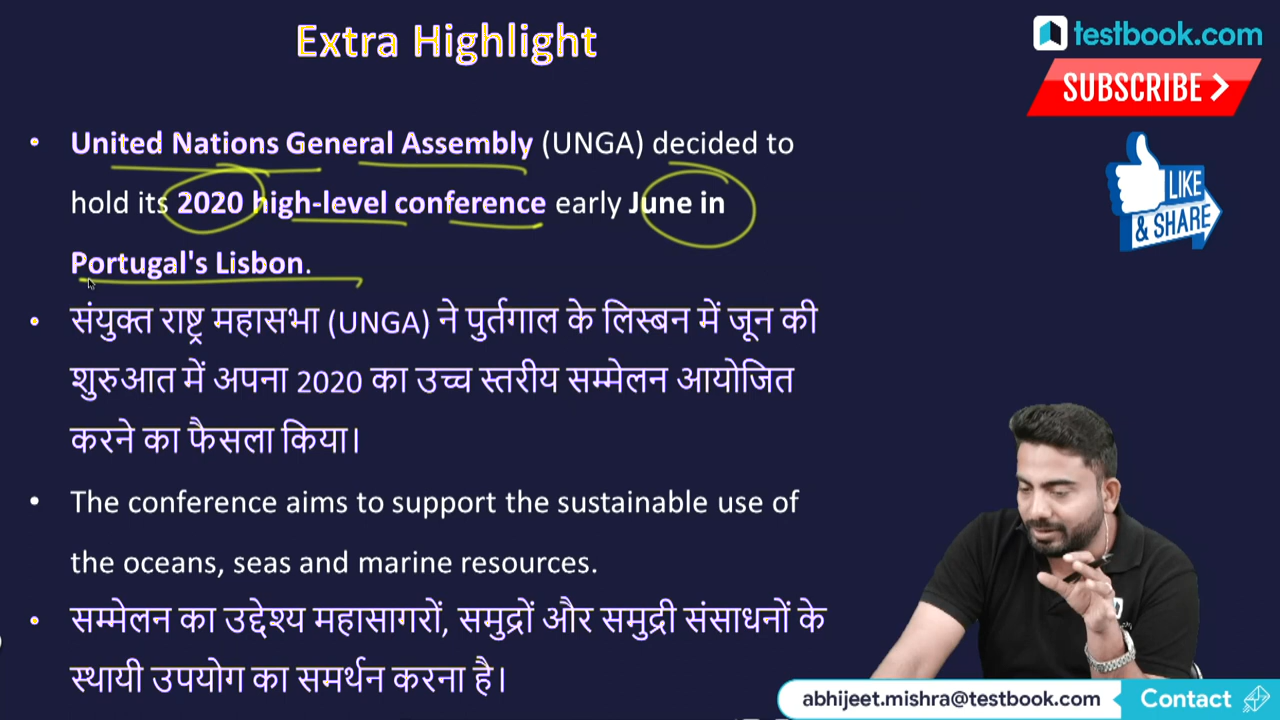 Extra Highlight
testbook.com
SUBSCRIBE
LIKE
& SHARE
• United Nations General Assembly (UNGA) decided to
hold its 2020 high-level conference early June in
Portugal's Lisbon.
• संयुक्त राष्ट्र महासभा (UNGA) ने पुर्तगाल के लिस्बन में जून की
शुरुआत में अपना 2020 का उच्च स्तरीय सम्मेलन आयोजित
करने का फैसला किया।
• The conference aims to support the sustainable use of
the oceans, seas and marine resources.
• सम्मेलन का उद्देश्य महासागरों, समुद्रों और समुद्री संसाधनों के
स्थायी उपयोग का समर्थन करना है।
abhijeet.mishra@testbook.com Contact